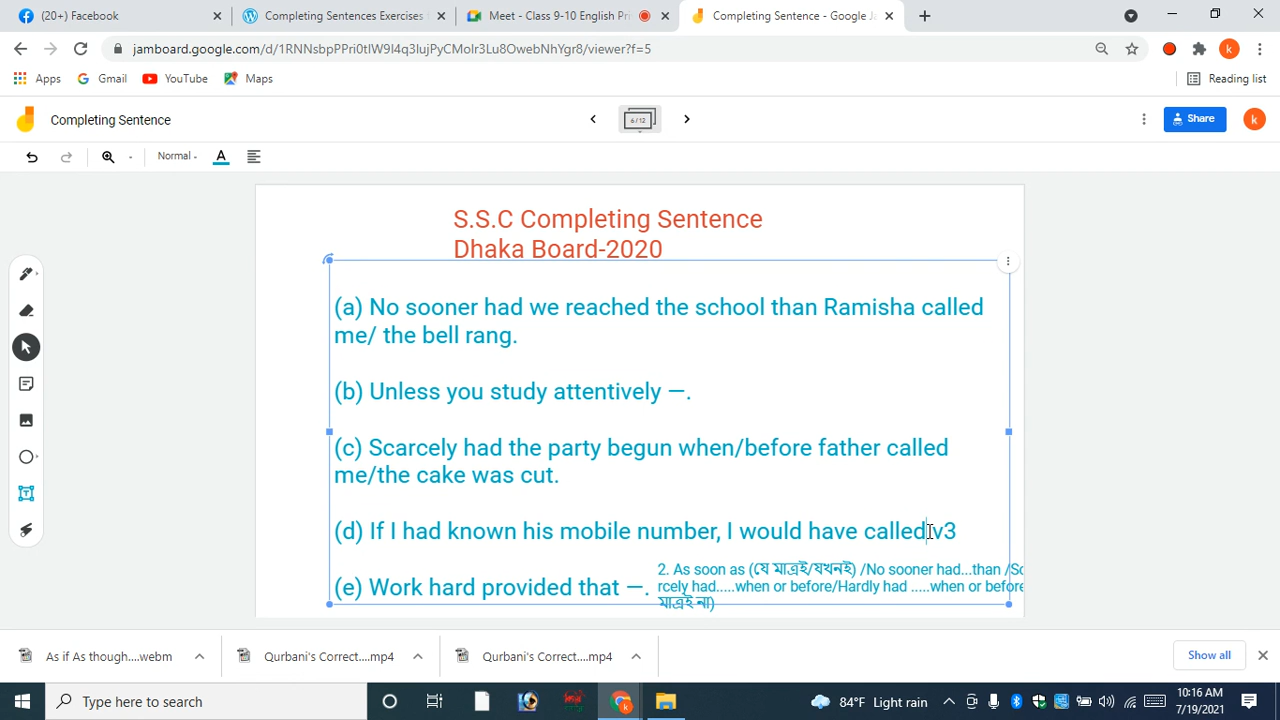 (20+) Facebook
Completing Sentences Exercises
Meet - Class 9-10 English Pri
Completing Sentence - Google Ja
jamboard.google.com/d/1RNNsbpPPri0tIW9l4q3lujPyCMolr3Lu8OwebNhYgr8/viewer?f=5
Apps Gmail YouTube Maps Reading list
Completing Sentence
6 / 12
Share
k
Normal
S.S.C Completing Sentence
Dhaka Board-2020
(a) No sooner had we reached the school than Ramisha called
me/ the bell rang.
(b) Unless you study attentively —.
(c) Scarcely had the party begun when/before father called
me/the cake was cut.
(d) If I had known his mobile number, I would have called v3
(e) Work hard provided that —.
2. As soon as (যে মাত্রই/যখনই) /No sooner had...than /Sc
rcely had.....when or before/Hardly had .....when or before
মাত্রই না)
As if As though....webm
Qurbani's Correct....mp4
Qurbani's Correct....mp4
Show all
Type here to search
84°F Light rain
10:16 AM
7/19/2021